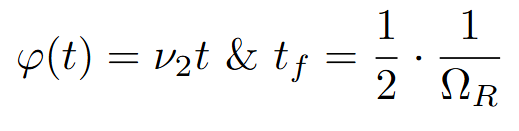 φ(t) = ν₂t & t_f = 1/2 · 1/Ω_R